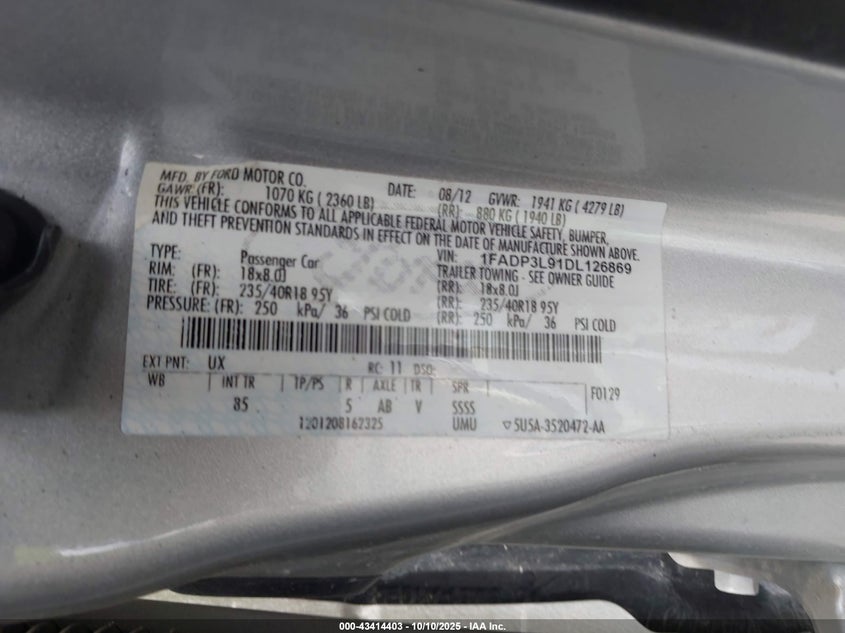 MFD. BY FORD MOTOR CO.
DATE: 08/12 GVWR: 1941 KG ( 4279 LB)
GAWR: (FR): 1070 KG ( 2360 LB) (RR): 880 KG ( 1940 LB)
THIS VEHICLE CONFORMS TO ALL APPLICABLE FEDERAL MOTOR VEHICLE SAFETY, BUMPER,
AND THEFT PREVENTION STANDARDS IN EFFECT ON THE DATE OF MANUFACTURE SHOWN ABOVE.
VIN: 1FADP3L91DL126869
TYPE: Passenger Car TRAILER TOWING - SEE OWNER GUIDE
RIM: (FR): 18x8.0J (RR): 18x8.0J
TIRE: (FR): 235/40R18 95Y (RR): 235/40R18 95Y
PRESSURE: (FR): 250 kPa/ 36 PSI COLD (RR): 250 kPa/ 36 PSI COLD
EXT PNT: UX RC: 11 DSO:
WB INT TR TP/PS R AXLE TR SPR F0129
85 5 AB V SSSS
1201208162325 UMU ▽5U5A-3520472-AA
000-43414403 - 10/10/2025 - IAA Inc.